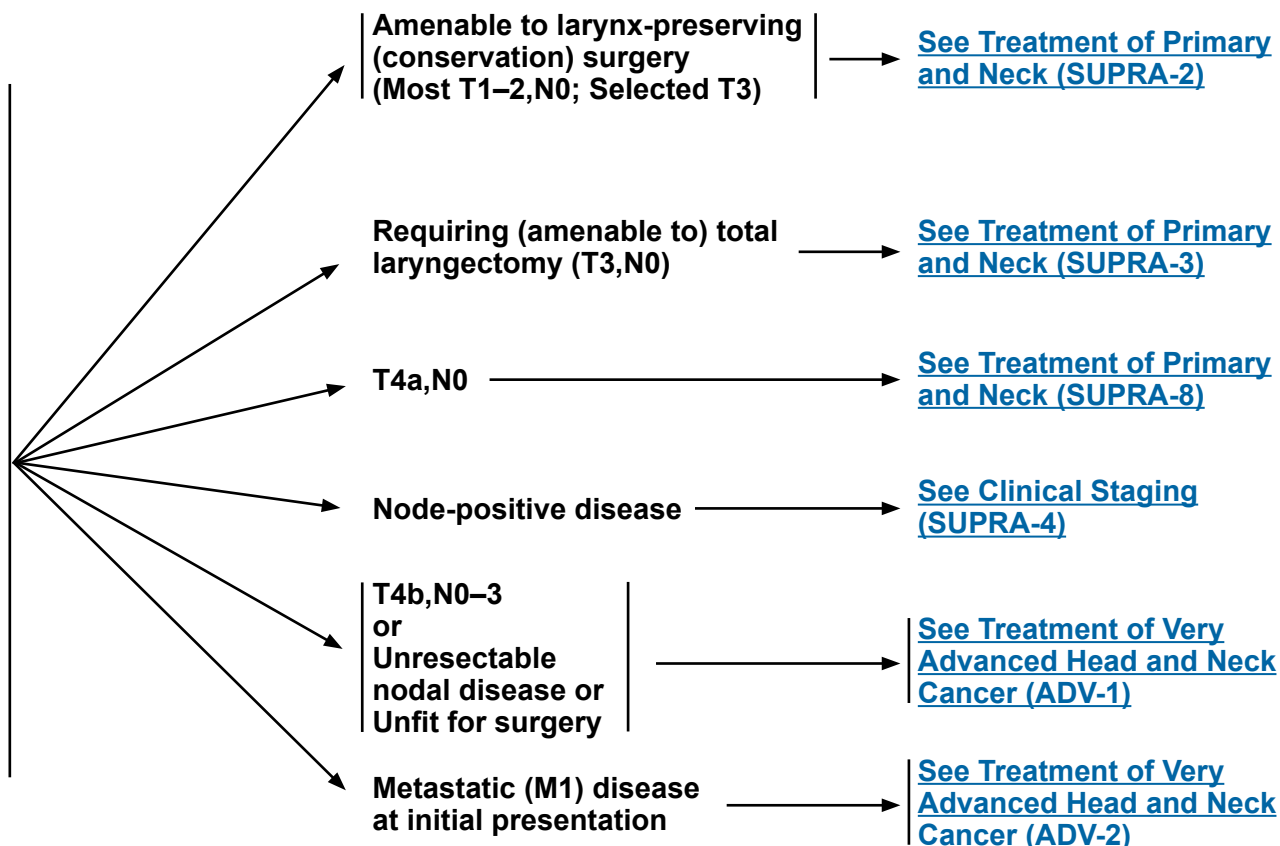 Amenable to larynx-preserving
(conservation) surgery
(Most T1–2,N0; Selected T3)
See Treatment of Primary
and Neck (SUPRA-2)
Requiring (amenable to) total
laryngectomy (T3,N0)
See Treatment of Primary
and Neck (SUPRA-3)
T4a,N0
See Treatment of Primary
and Neck (SUPRA-8)
Node-positive disease
See Clinical Staging
(SUPRA-4)
T4b,N0–3
or
Unresectable
nodal disease or
Unfit for surgery
See Treatment of Very
Advanced Head and Neck
Cancer (ADV-1)
Metastatic (M1) disease
at initial presentation
See Treatment of Very
Advanced Head and Neck
Cancer (ADV-2)